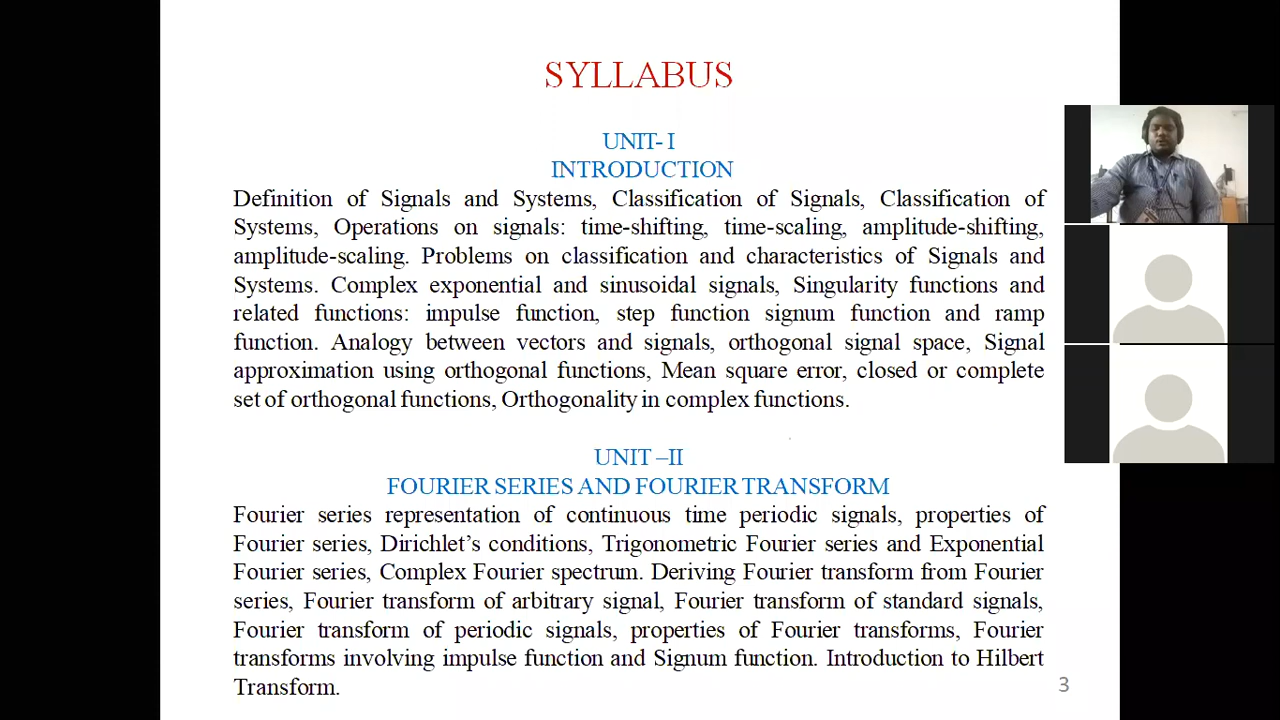 SYLLABUS
UNIT- I
INTRODUCTION
Definition of Signals and Systems, Classification of Signals, Classification of
Systems, Operations on signals: time-shifting, time-scaling, amplitude-shifting,
amplitude-scaling. Problems on classification and characteristics of Signals and
Systems. Complex exponential and sinusoidal signals, Singularity functions and
related functions: impulse function, step function signum function and ramp
function. Analogy between vectors and signals, orthogonal signal space, Signal
approximation using orthogonal functions, Mean square error, closed or complete
set of orthogonal functions, Orthogonality in complex functions.
UNIT –II
FOURIER SERIES AND FOURIER TRANSFORM
Fourier series representation of continuous time periodic signals, properties of
Fourier series, Dirichlet’s conditions, Trigonometric Fourier series and Exponential
Fourier series, Complex Fourier spectrum. Deriving Fourier transform from Fourier
series, Fourier transform of arbitrary signal, Fourier transform of standard signals,
Fourier transform of periodic signals, properties of Fourier transforms, Fourier
transforms involving impulse function and Signum function. Introduction to Hilbert
Transform.
3